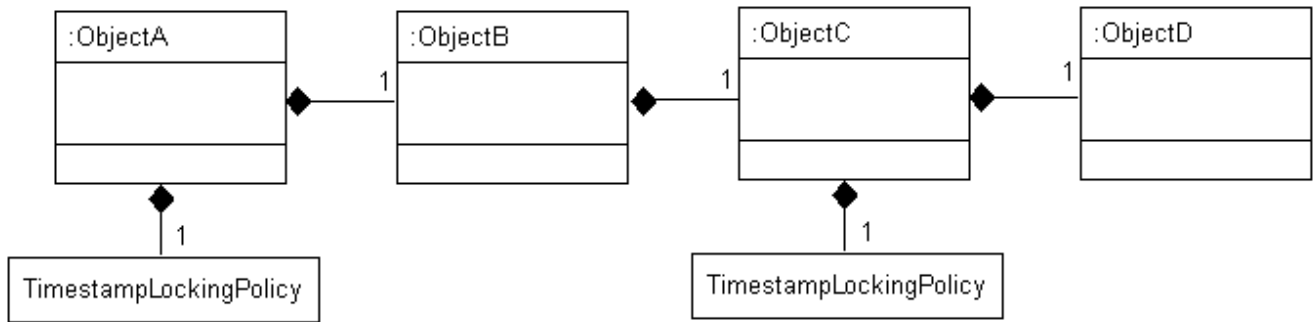 :ObjectA
:ObjectB
:ObjectC
:ObjectD
1
1
1
1
1
TimestampLockingPolicy
TimestampLockingPolicy